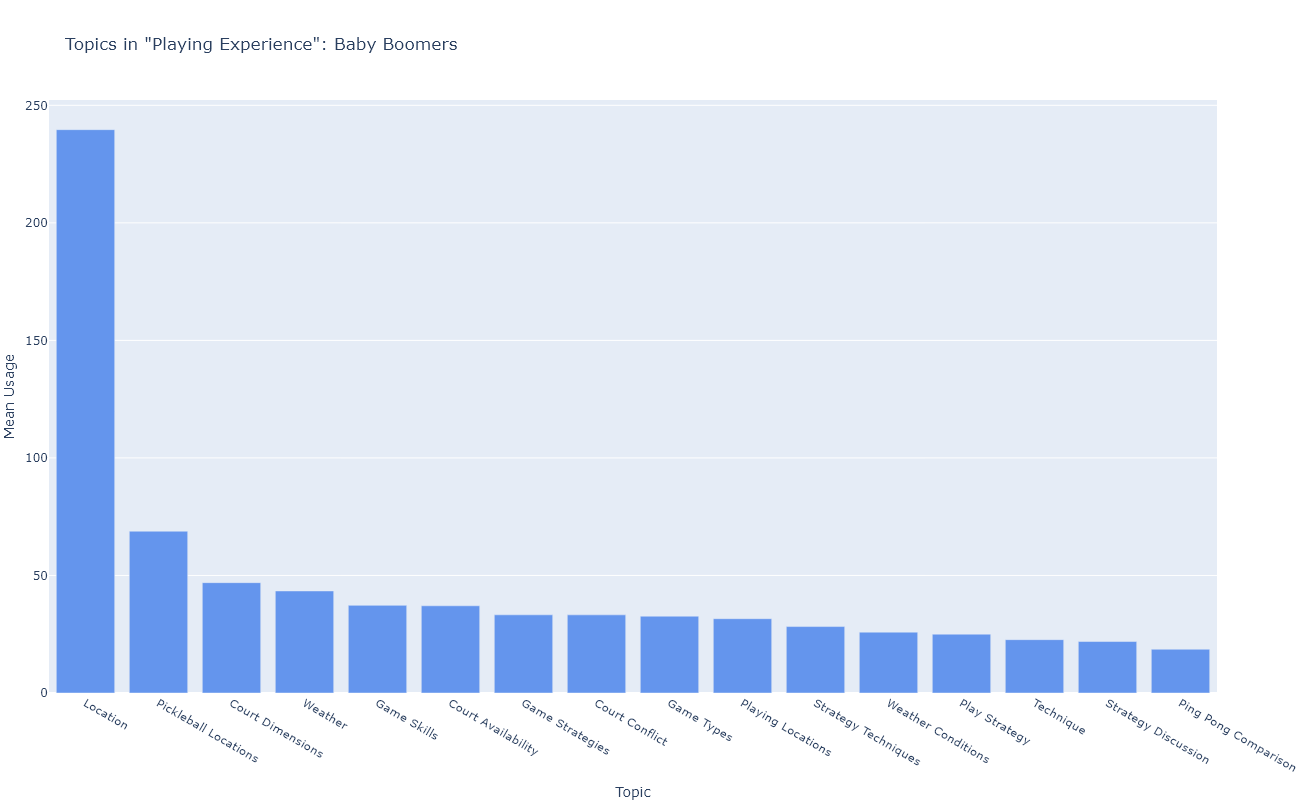 Topics in "Playing Experience": Baby Boomers
250
200
150
100
50
0
Mean Usage
Location
Pickleball Locations
Court Dimensions
Weather
Game Skills
Court Availability
Game Strategies
Court Conflict
Game Types
Playing Locations
Strategy Techniques
Weather Conditions
Play Strategy
Technique
Strategy Discussion
Ping Pong Comparison
Topic